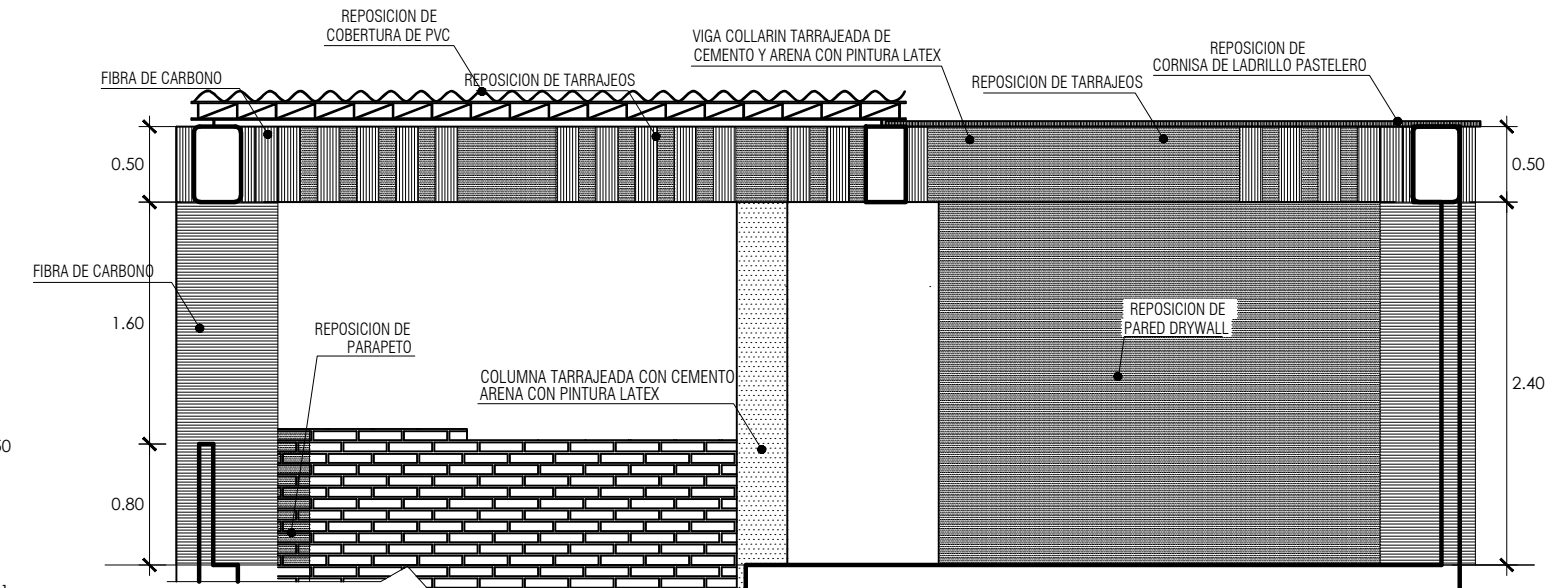 REPOSICION DE
COBERTURA DE PVC
VIGA COLLARIN TARRAJEADA DE
CEMENTO Y ARENA CON PINTURA LATEX
REPOSICION DE
CORNISA DE LADRILLO PASTELERO
FIBRA DE CARBONO
REPOSICION DE TARRAJEOS
REPOSICION DE TARRAJEOS
0.50
0.50
FIBRA DE CARBONO
1.60
REPOSICION DE
PARAPETO
REPOSICION DE
PARED DRYWALL
COLUMNA TARRAJEADA CON CEMENTO
ARENA CON PINTURA LATEX
2.40
0.80